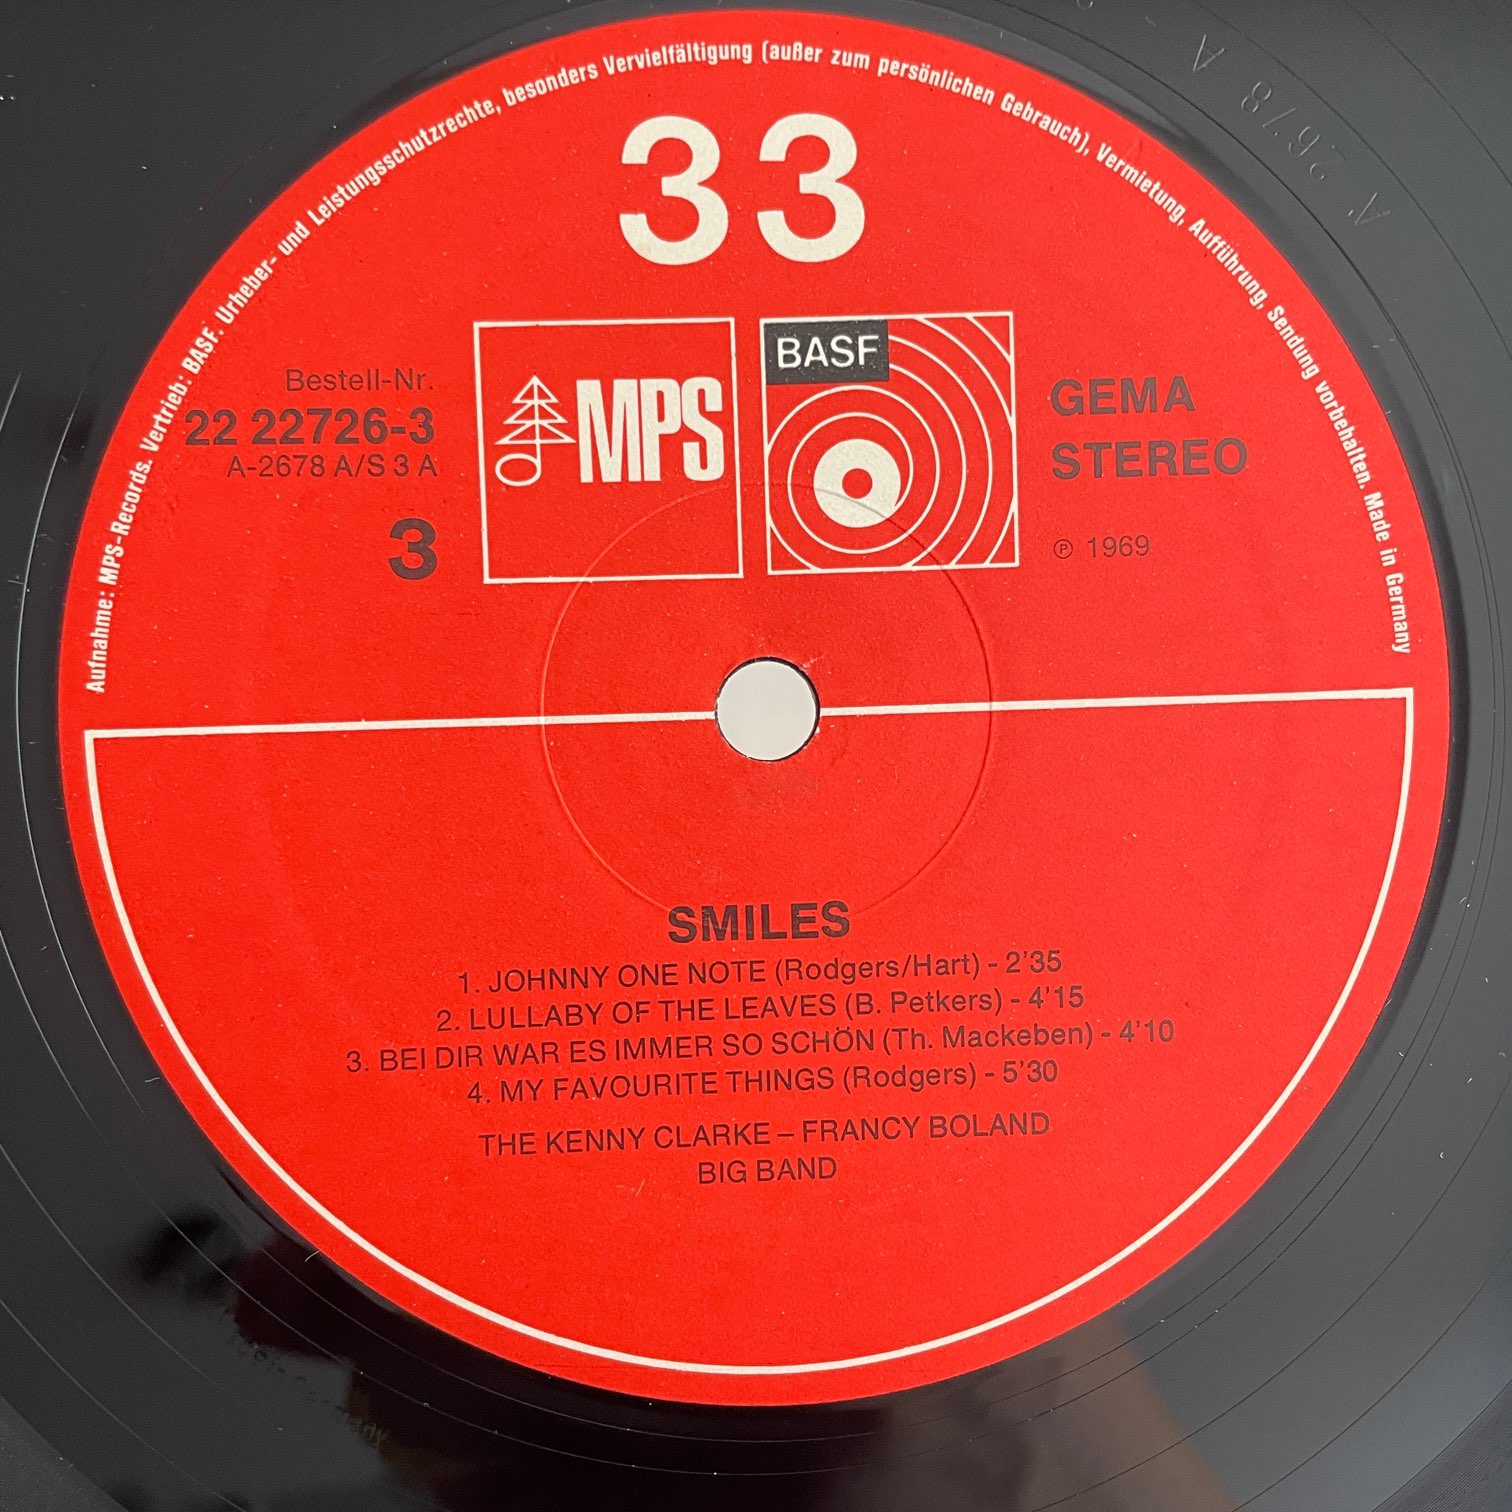 Aufnahme: MPS-Records. Vertrieb: BASF. Urheber- und Leistungsschutzrechte, besonders Vervielfältigung (außer zum persönlichen Gebrauch), Vermietung, Aufführung, Sendung vorbehalten. Made in Germany
33
Bestell-Nr.
22 22726-3
A-2678 A/S 3 A
3
MPS
BASF
GEMA
STEREO
℗ 1969
SMILES
1. JOHNNY ONE NOTE (Rodgers/Hart) - 2'35
2. LULLABY OF THE LEAVES (B. Petkers) - 4'15
3. BEI DIR WAR ES IMMER SO SCHÖN (Th. Mackeben) - 4'10
4. MY FAVOURITE THINGS (Rodgers) - 5'30
THE KENNY CLARKE – FRANCY BOLAND
BIG BAND
A 2678 A